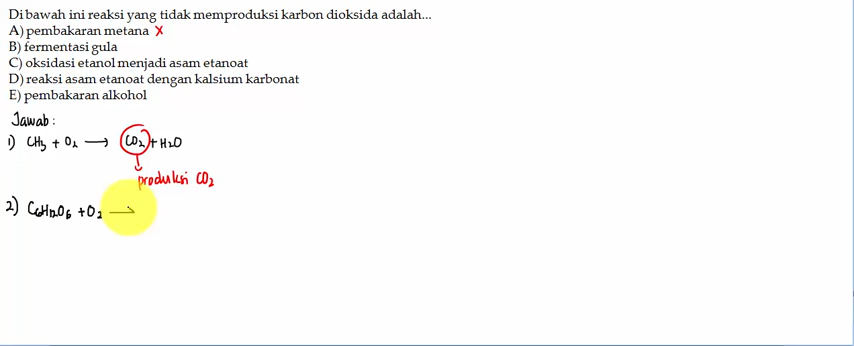 Di bawah ini reaksi yang tidak memproduksi karbon dioksida adalah...
A) pembakaran metana X
B) fermentasi gula
C) oksidasi etanol menjadi asam etanoat
D) reaksi asam etanoat dengan kalsium karbonat
E) pembakaran alkohol
Jawab :
1) CH₃ + O₂ → CO₂ + H₂O
↓
produksi CO₂
2) C₆H₁₂O₆ + O₂ →